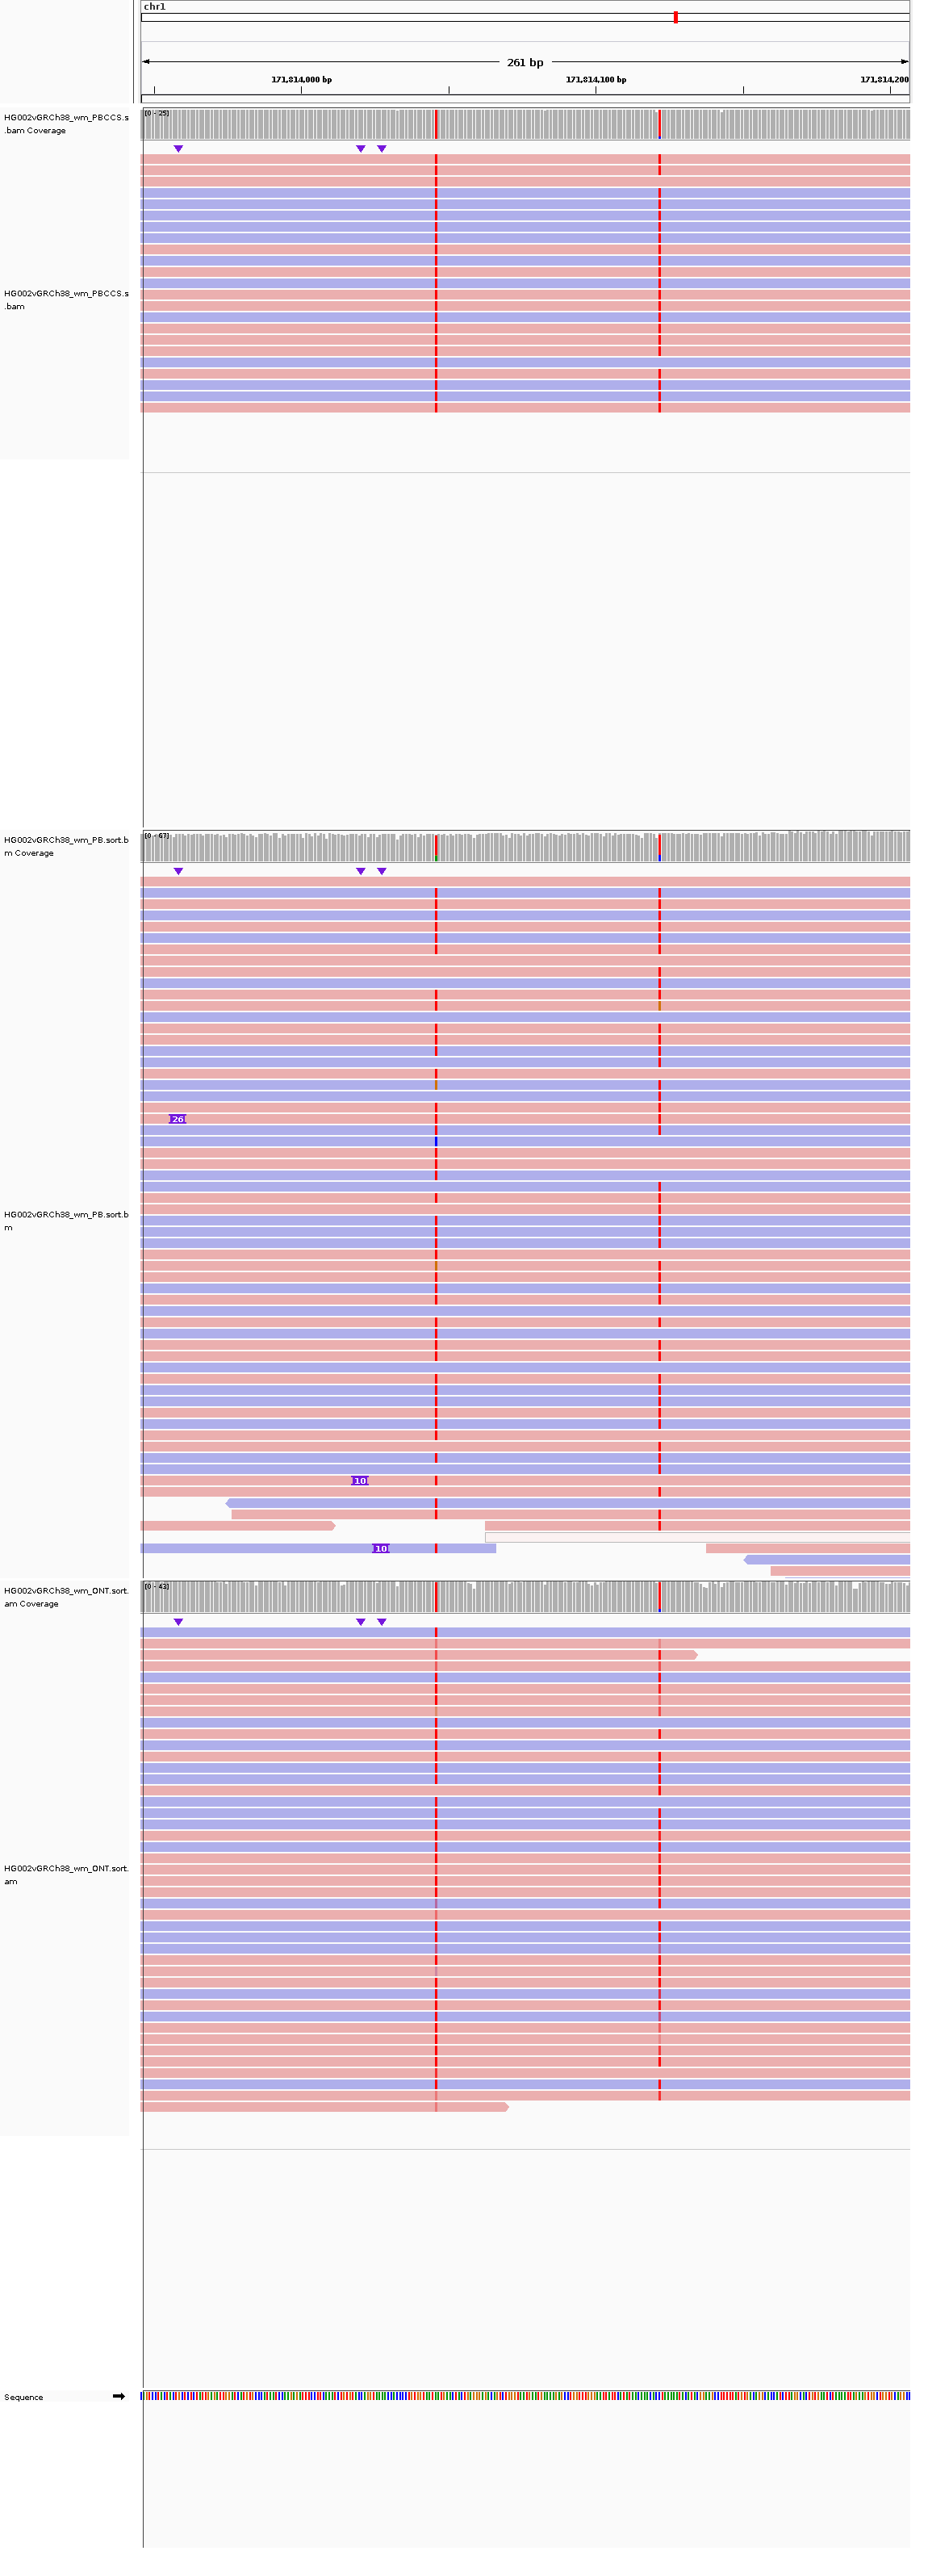 chr1
261 bp
171,814,000 bp
171,814,100 bp
171,814,200
HG002vGRCh38_wm_PBCCS.s
.bam Coverage
[0 - 25]
HG002vGRCh38_wm_PBCCS.s
.bam
HG002vGRCh38_wm_PB.sort.b
m Coverage
[0 - 67]
26
HG002vGRCh38_wm_PB.sort.b
m
10
10
HG002vGRCh38_wm_ONT.sort.
am Coverage
[0 - 43]
HG002vGRCh38_wm_ONT.sort.
am
Sequence